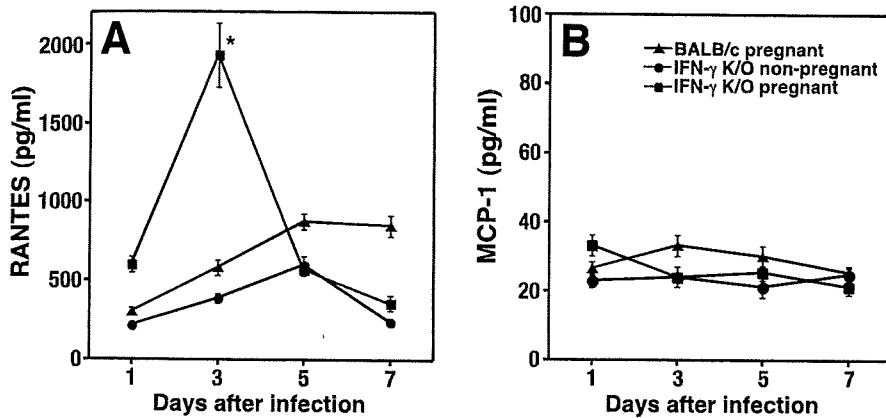 A
RANTES (pg/ml)
2000
1500
1000
500
0
*
1 3 5 7
Days after infection
B
MCP-1 (pg/ml)
100
80
60
40
20
0
BALB/c pregnant
IFN-γ K/O non-pregnant
IFN-γ K/O pregnant
1 3 5 7
Days after infection